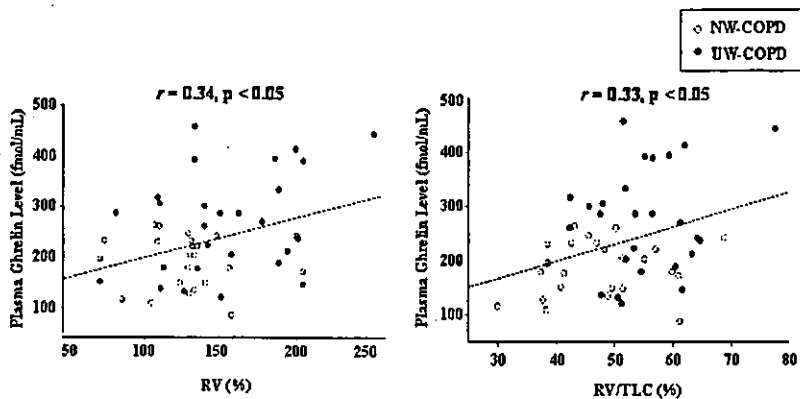 NW-COPD
UW-COPD
r = 0.34, p < 0.05
Plasma Ghrelin Level (fmol/mL)
500
400
300
200
100
50
100
150
200
250
RV (%)
r = 0.33, p < 0.05
Plasma Ghrelin Level (fmol/mL)
500
400
300
200
100
30
40
50
60
70
80
RV/TLC (%)